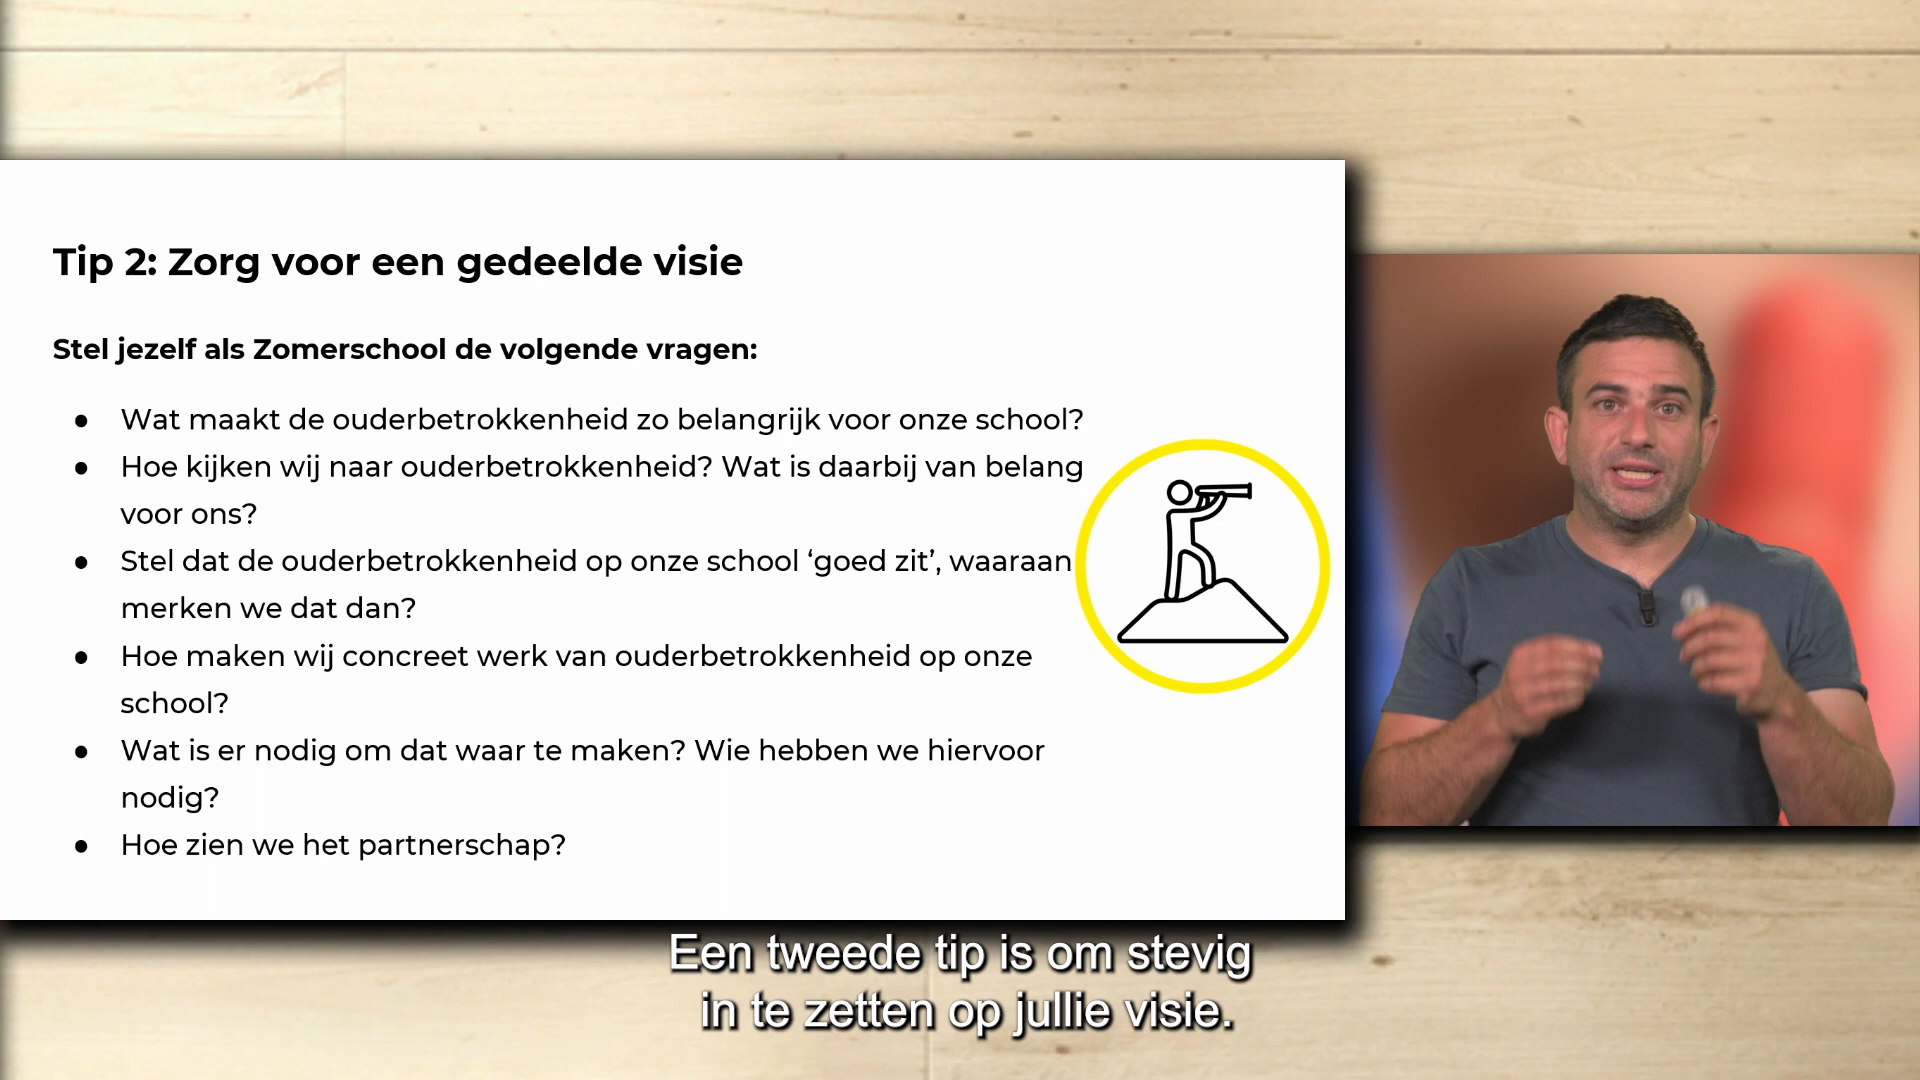 Tip 2: Zorg voor een gedeelde visie
Stel jezelf als Zomerschool de volgende vragen:
● Wat maakt de ouderbetrokkenheid zo belangrijk voor onze school?
● Hoe kijken wij naar ouderbetrokkenheid? Wat is daarbij van belang
voor ons?
● Stel dat de ouderbetrokkenheid op onze school ‘goed zit’, waaraan
merken we dat dan?
● Hoe maken wij concreet werk van ouderbetrokkenheid op onze
school?
● Wat is er nodig om dat waar te maken? Wie hebben we hiervoor
nodig?
● Hoe zien we het partnerschap?
Een tweede tip is om stevig
in te zetten op jullie visie.